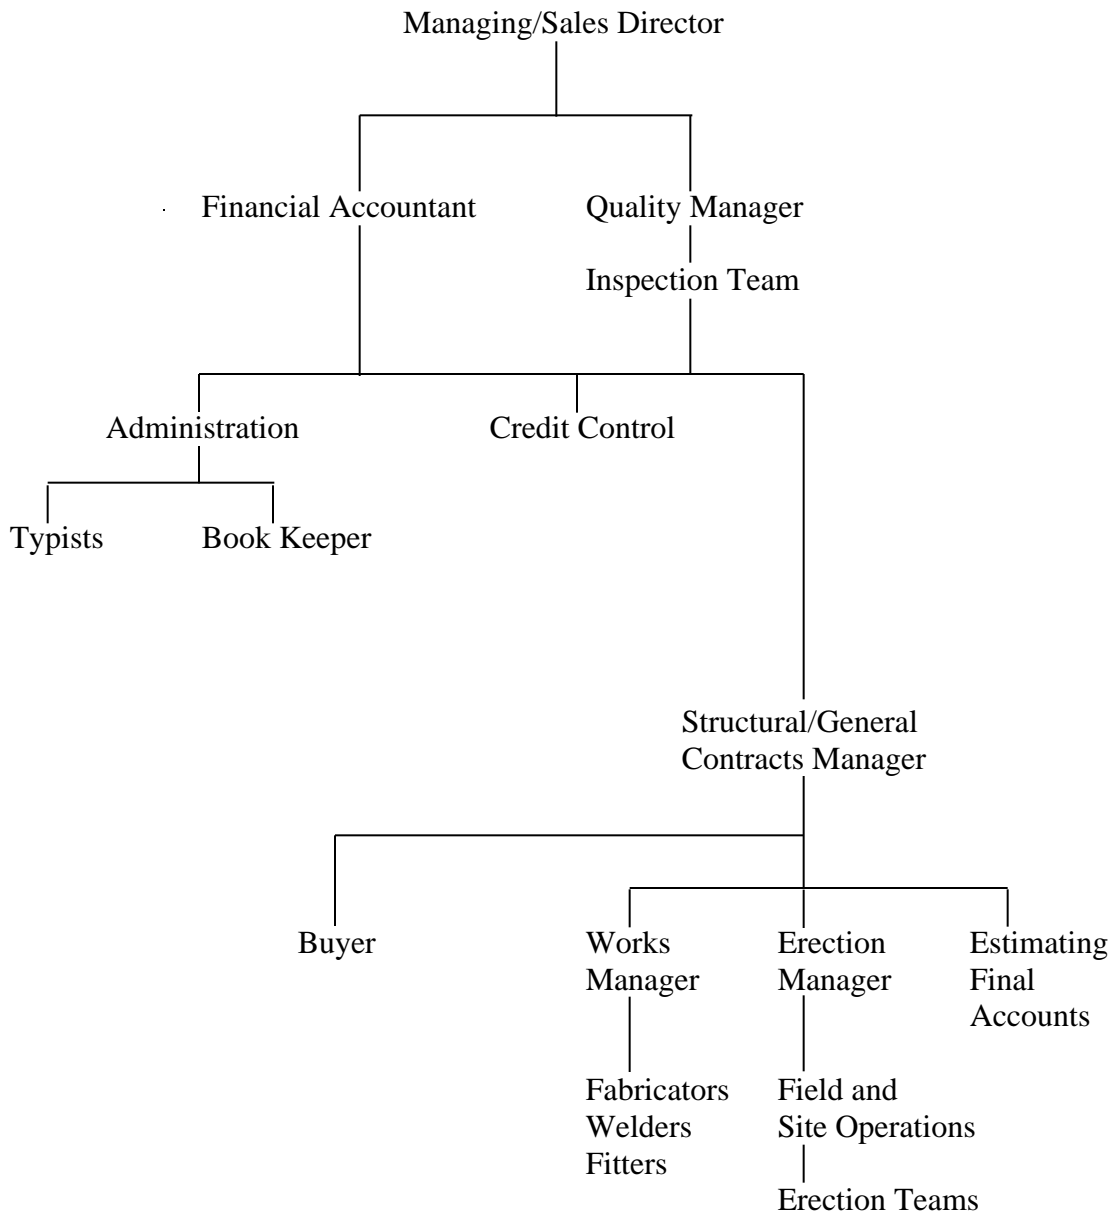 Managing/Sales Director
Financial Accountant
Quality Manager
Inspection Team
Administration
Credit Control
Typists
Book Keeper
Structural/General
Contracts Manager
Buyer
Works
Manager
Erection
Manager
Estimating
Final
Accounts
Fabricators
Welders
Fitters
Field and
Site Operations
Erection Teams